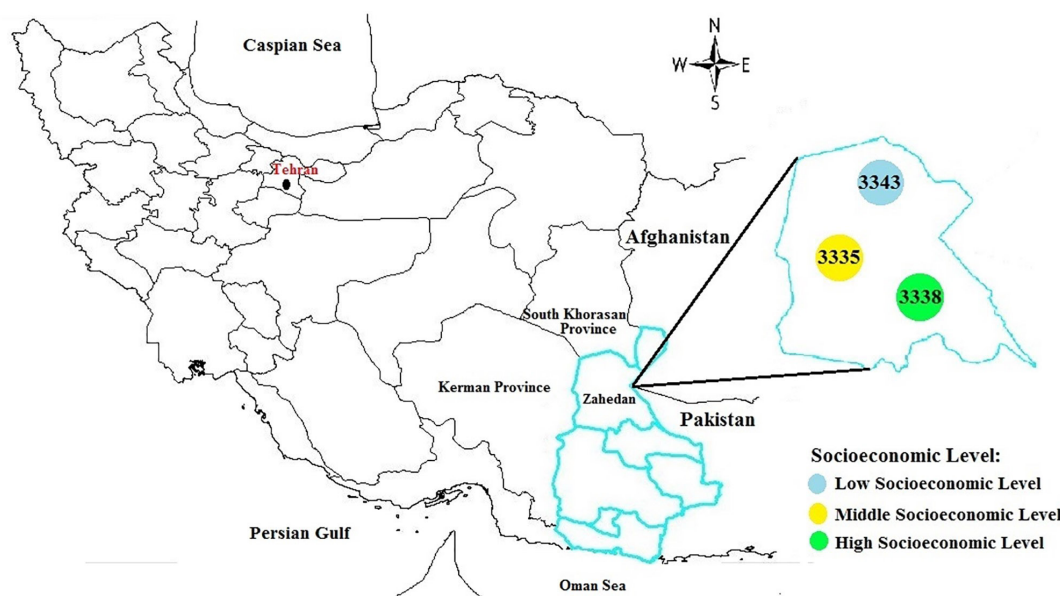 Caspian Sea
N
W E
S
Tehran
3343
Afghanistan
3335
3338
South Khorasan
Province
Kerman Province
Zahedan
Pakistan
Socioeconomic Level:
Low Socioeconomic Level
Middle Socioeconomic Level
High Socioeconomic Level
Persian Gulf
Oman Sea